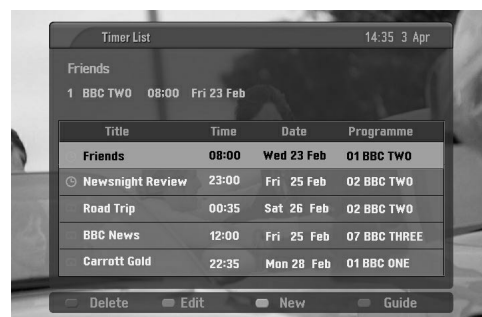 Timer List 14:35 3 Apr
Friends
1 BBC TWO 08:00 Fri 23 Feb
Title Time Date Programme
Friends 08:00 Wed 23 Feb 01 BBC TWO
Newsnight Review 23:00 Fri 25 Feb 02 BBC TWO
Road Trip 00:35 Sat 26 Feb 02 BBC TWO
BBC News 12:00 Fri 25 Feb 07 BBC THREE
Carrott Gold 22:35 Mon 28 Feb 01 BBC ONE
Delete Edit New Guide